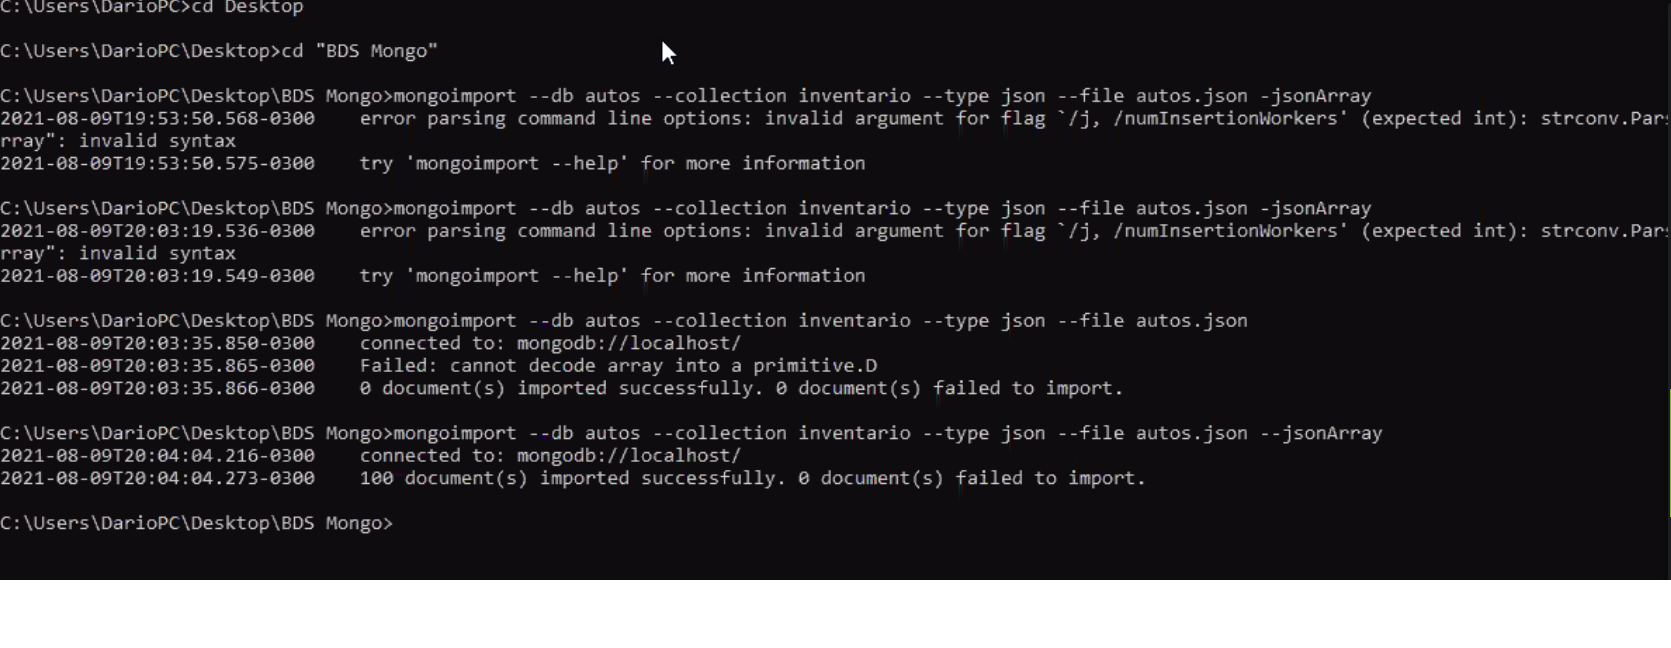 C:\Users\DarioPC>cd Desktop
C:\Users\DarioPC\Desktop>cd "BDS Mongo"
C:\Users\DarioPC\Desktop\BDS Mongo>mongoimport --db autos --collection inventario --type json --file autos.json -jsonArray
2021-08-09T19:53:50.568-0300    error parsing command line options: invalid argument for flag `/j, /numInsertionWorkers' (expected int): strconv.Par
rray": invalid syntax
2021-08-09T19:53:50.575-0300    try 'mongoimport --help' for more information
C:\Users\DarioPC\Desktop\BDS Mongo>mongoimport --db autos --collection inventario --type json --file autos.json -jsonArray
2021-08-09T20:03:19.536-0300    error parsing command line options: invalid argument for flag `/j, /numInsertionWorkers' (expected int): strconv.Par
rray": invalid syntax
2021-08-09T20:03:19.549-0300    try 'mongoimport --help' for more information
C:\Users\DarioPC\Desktop\BDS Mongo>mongoimport --db autos --collection inventario --type json --file autos.json
2021-08-09T20:03:35.850-0300    connected to: mongodb://localhost/
2021-08-09T20:03:35.865-0300    Failed: cannot decode array into a primitive.D
2021-08-09T20:03:35.866-0300    0 document(s) imported successfully. 0 document(s) failed to import.
C:\Users\DarioPC\Desktop\BDS Mongo>mongoimport --db autos --collection inventario --type json --file autos.json --jsonArray
2021-08-09T20:04:04.216-0300    connected to: mongodb://localhost/
2021-08-09T20:04:04.273-0300    100 document(s) imported successfully. 0 document(s) failed to import.
C:\Users\DarioPC\Desktop\BDS Mongo>